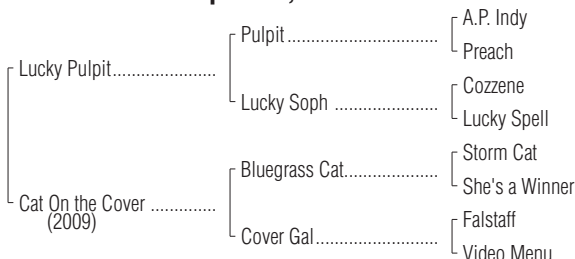 A.P. Indy
Pulpit
Preach
Lucky Pulpit
Cozzene
Lucky Soph
Lucky Spell
Storm Cat
Bluegrass Cat
She's a Winner
Cat On the Cover
(2009)
Falstaff
Cover Gal
Video Menu